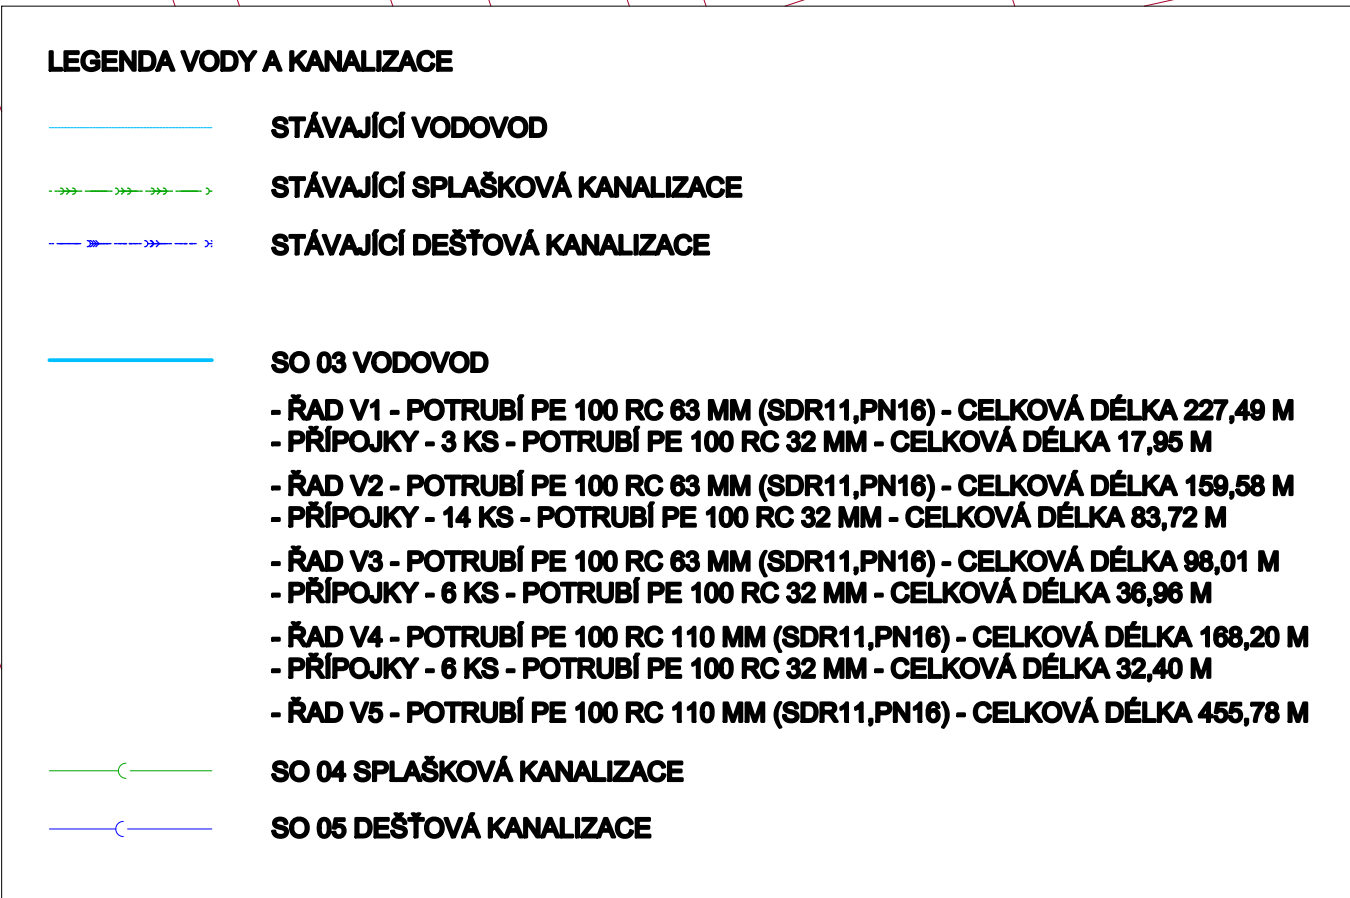 LEGENDA VODY A KANALIZACE
STÁVAJÍCÍ VODOVOD
STÁVAJÍCÍ SPLAŠKOVÁ KANALIZACE
STÁVAJÍCÍ DEŠŤOVÁ KANALIZACE
SO 03 VODOVOD
- ŘAD V1 - POTRUBÍ PE 100 RC 63 MM (SDR11,PN16) - CELKOVÁ DÉLKA 227,49 M
- PŘÍPOJKY - 3 KS - POTRUBÍ PE 100 RC 32 MM - CELKOVÁ DÉLKA 17,95 M
- ŘAD V2 - POTRUBÍ PE 100 RC 63 MM (SDR11,PN16) - CELKOVÁ DÉLKA 159,58 M
- PŘÍPOJKY - 14 KS - POTRUBÍ PE 100 RC 32 MM - CELKOVÁ DÉLKA 83,72 M
- ŘAD V3 - POTRUBÍ PE 100 RC 63 MM (SDR11,PN16) - CELKOVÁ DÉLKA 98,01 M
- PŘÍPOJKY - 6 KS - POTRUBÍ PE 100 RC 32 MM - CELKOVÁ DÉLKA 36,96 M
- ŘAD V4 - POTRUBÍ PE 100 RC 110 MM (SDR11,PN16) - CELKOVÁ DÉLKA 168,20 M
- PŘÍPOJKY - 6 KS - POTRUBÍ PE 100 RC 32 MM - CELKOVÁ DÉLKA 32,40 M
- ŘAD V5 - POTRUBÍ PE 100 RC 110 MM (SDR11,PN16) - CELKOVÁ DÉLKA 455,78 M
SO 04 SPLAŠKOVÁ KANALIZACE
SO 05 DEŠŤOVÁ KANALIZACE